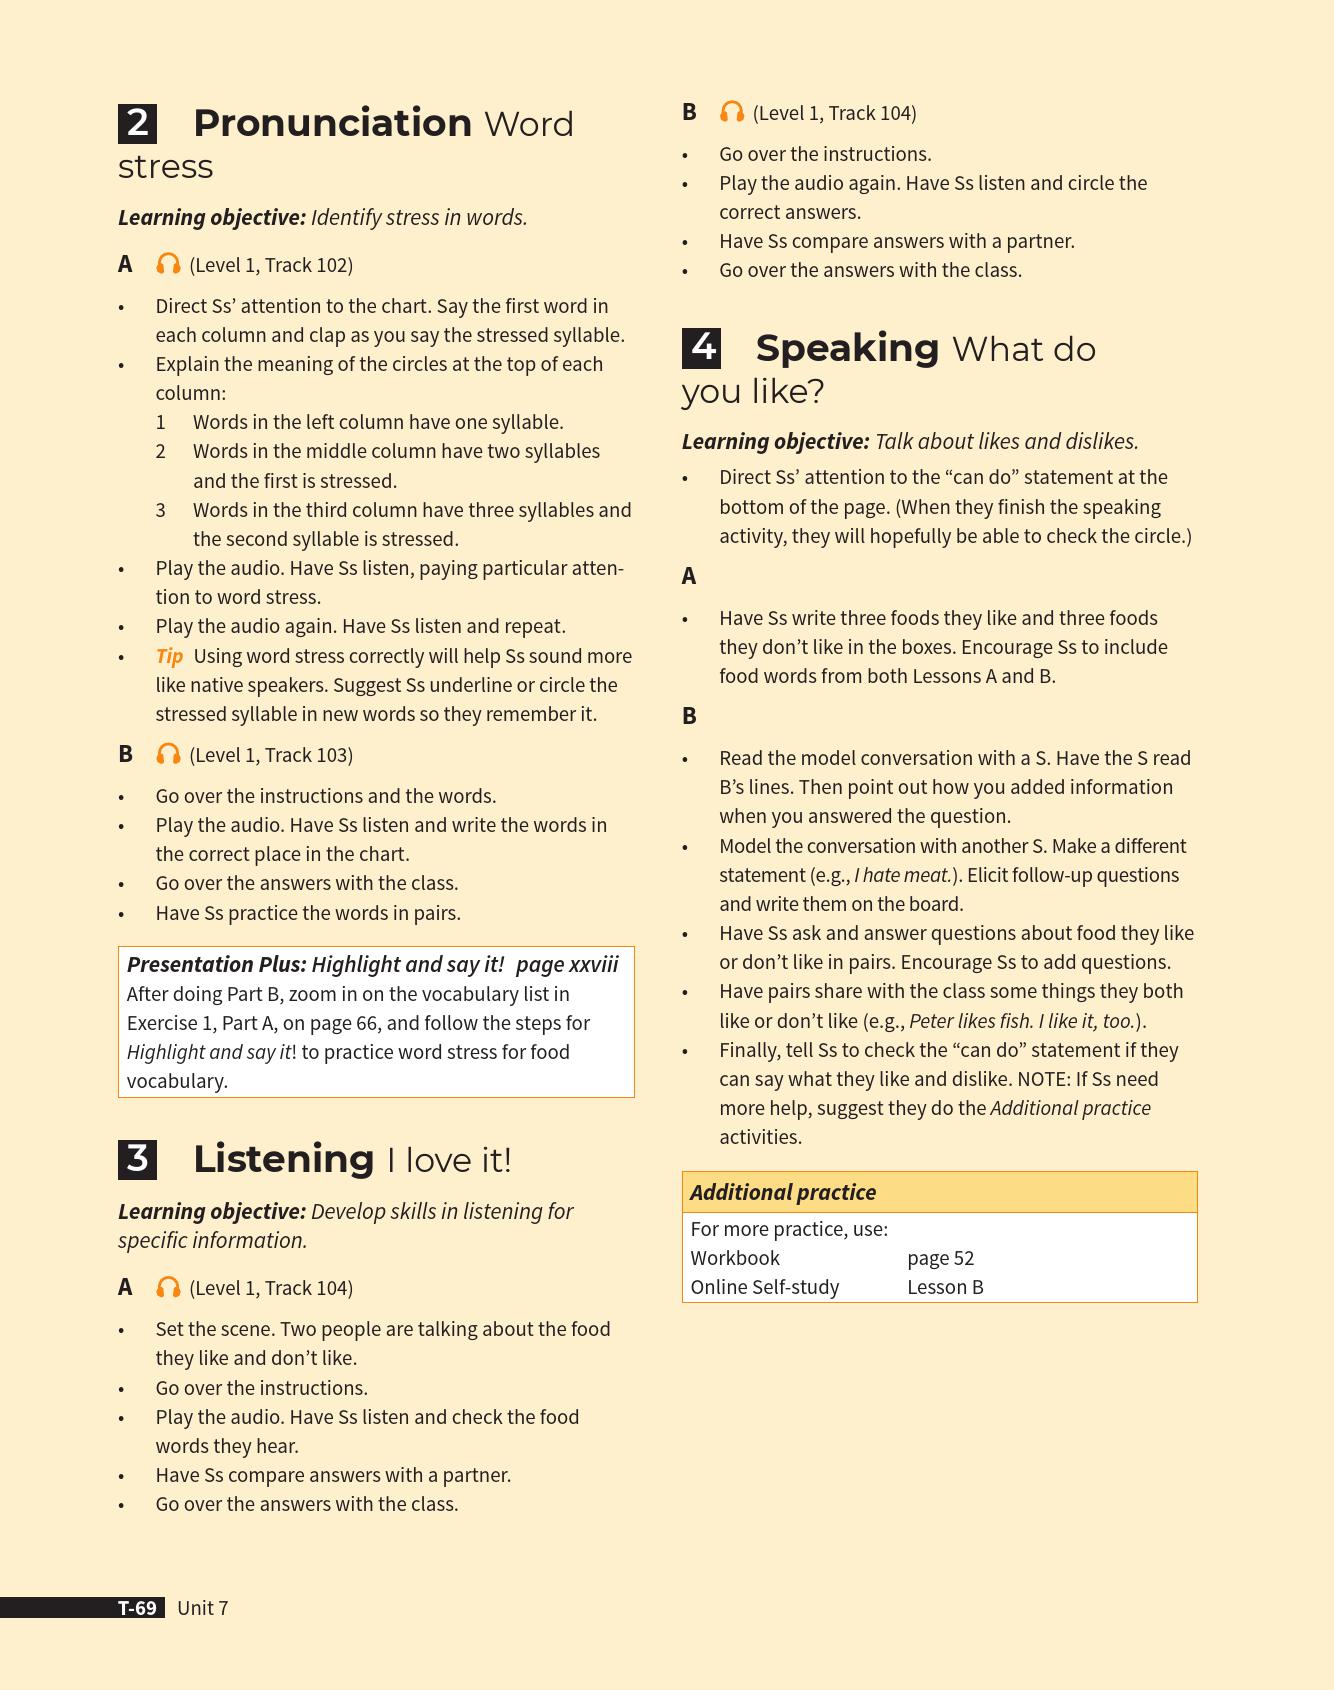 2 Pronunciation Word
stress
Learning objective: Identify stress in words.
A (Level 1, Track 102)
• Direct Ss’ attention to the chart. Say the first word in
each column and clap as you say the stressed syllable.
• Explain the meaning of the circles at the top of each
column:
1 Words in the left column have one syllable.
2 Words in the middle column have two syllables
and the first is stressed.
3 Words in the third column have three syllables and
the second syllable is stressed.
• Play the audio. Have Ss listen, paying particular atten-
tion to word stress.
• Play the audio again. Have Ss listen and repeat.
• Tip Using word stress correctly will help Ss sound more
like native speakers. Suggest Ss underline or circle the
stressed syllable in new words so they remember it.
B (Level 1, Track 103)
• Go over the instructions and the words.
• Play the audio. Have Ss listen and write the words in
the correct place in the chart.
• Go over the answers with the class.
• Have Ss practice the words in pairs.
Presentation Plus: Highlight and say it! page xxviii
After doing Part B, zoom in on the vocabulary list in
Exercise 1, Part A, on page 66, and follow the steps for
Highlight and say it! to practice word stress for food
vocabulary.
3 Listening I love it!
Learning objective: Develop skills in listening for
specific information.
A (Level 1, Track 104)
• Set the scene. Two people are talking about the food
they like and don’t like.
• Go over the instructions.
• Play the audio. Have Ss listen and check the food
words they hear.
• Have Ss compare answers with a partner.
• Go over the answers with the class.
B (Level 1, Track 104)
• Go over the instructions.
• Play the audio again. Have Ss listen and circle the
correct answers.
• Have Ss compare answers with a partner.
• Go over the answers with the class.
4 Speaking What do
you like?
Learning objective: Talk about likes and dislikes.
• Direct Ss’ attention to the “can do” statement at the
bottom of the page. (When they finish the speaking
activity, they will hopefully be able to check the circle.)
A
• Have Ss write three foods they like and three foods
they don’t like in the boxes. Encourage Ss to include
food words from both Lessons A and B.
B
• Read the model conversation with a S. Have the S read
B’s lines. Then point out how you added information
when you answered the question.
• Model the conversation with another S. Make a different
statement (e.g., I hate meat.). Elicit follow-up questions
and write them on the board.
• Have Ss ask and answer questions about food they like
or don’t like in pairs. Encourage Ss to add questions.
• Have pairs share with the class some things they both
like or don’t like (e.g., Peter likes fish. I like it, too.).
• Finally, tell Ss to check the “can do” statement if they
can say what they like and dislike. NOTE: If Ss need
more help, suggest they do the Additional practice
activities.
Additional practice
For more practice, use:
Workbook page 52
Online Self-study Lesson B
T-69 Unit 7